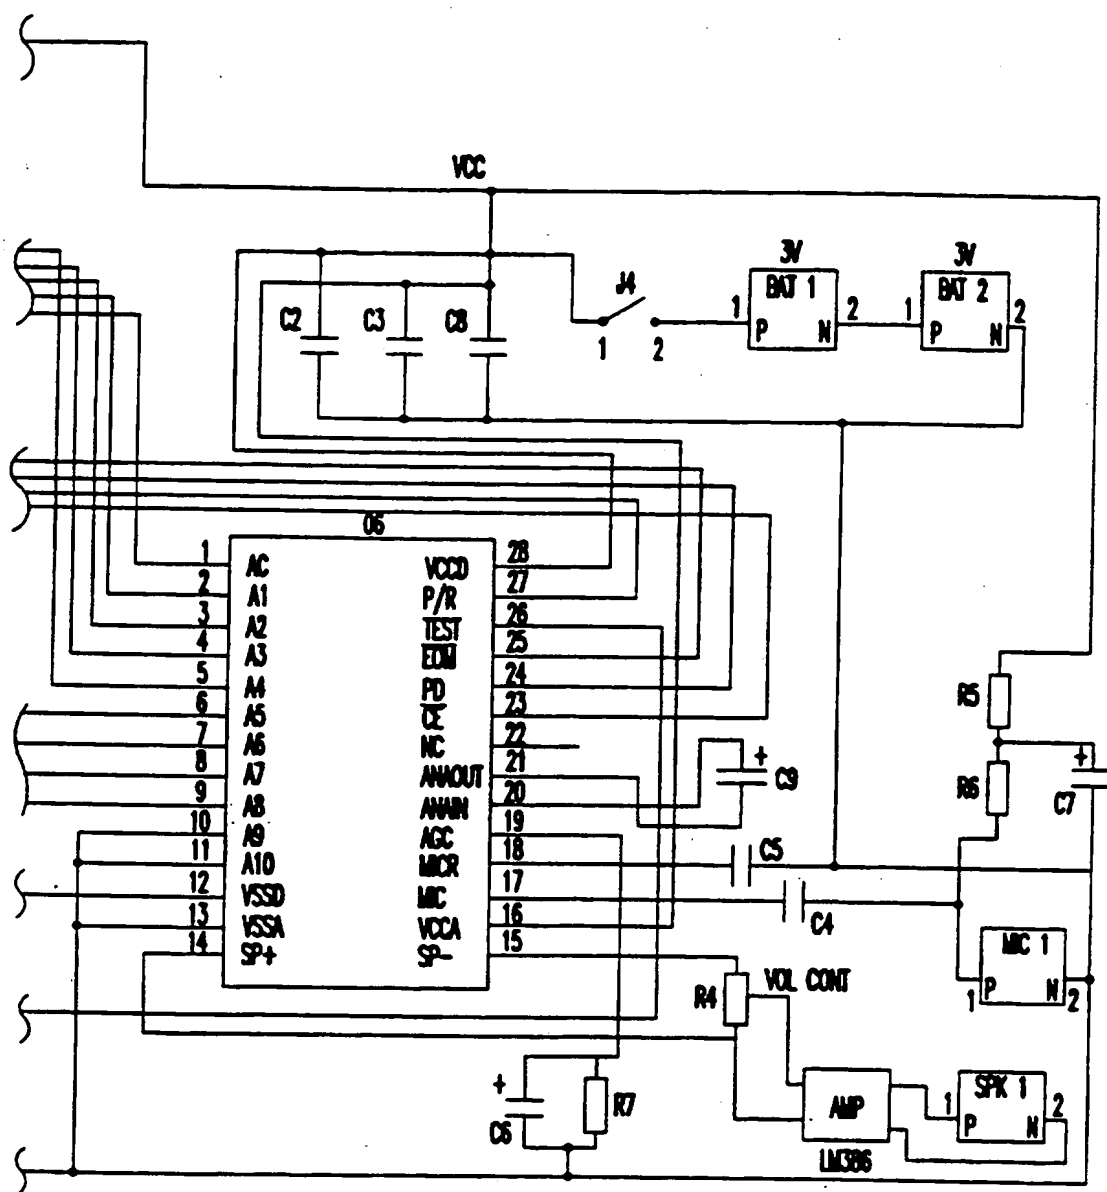 VCC
3V
3V
J4
BAT 1
BAT 2
1
2
1
2
P
N
P
N
C2
C3
C8
1
2
06
1
AC
VCCD
28
2
A1
P/R
27
3
A2
TEST
26
4
A3
EOM
25
5
A4
PD
24
6
A5
CE
23
7
A6
NC
22
8
A7
ANAOUT
21
9
A8
ANAIN
20
10
A9
AGC
19
11
A10
MICR
18
12
VSSD
MIC
17
13
VSSA
VCCA
16
14
SP+
SP-
15
R5
R6
+
C7
+
C9
C5
C4
MIC 1
1
P
N
2
R4
VOL CONT
+
C6
R7
AMP
LM386
SPK 1
1
2
P
N